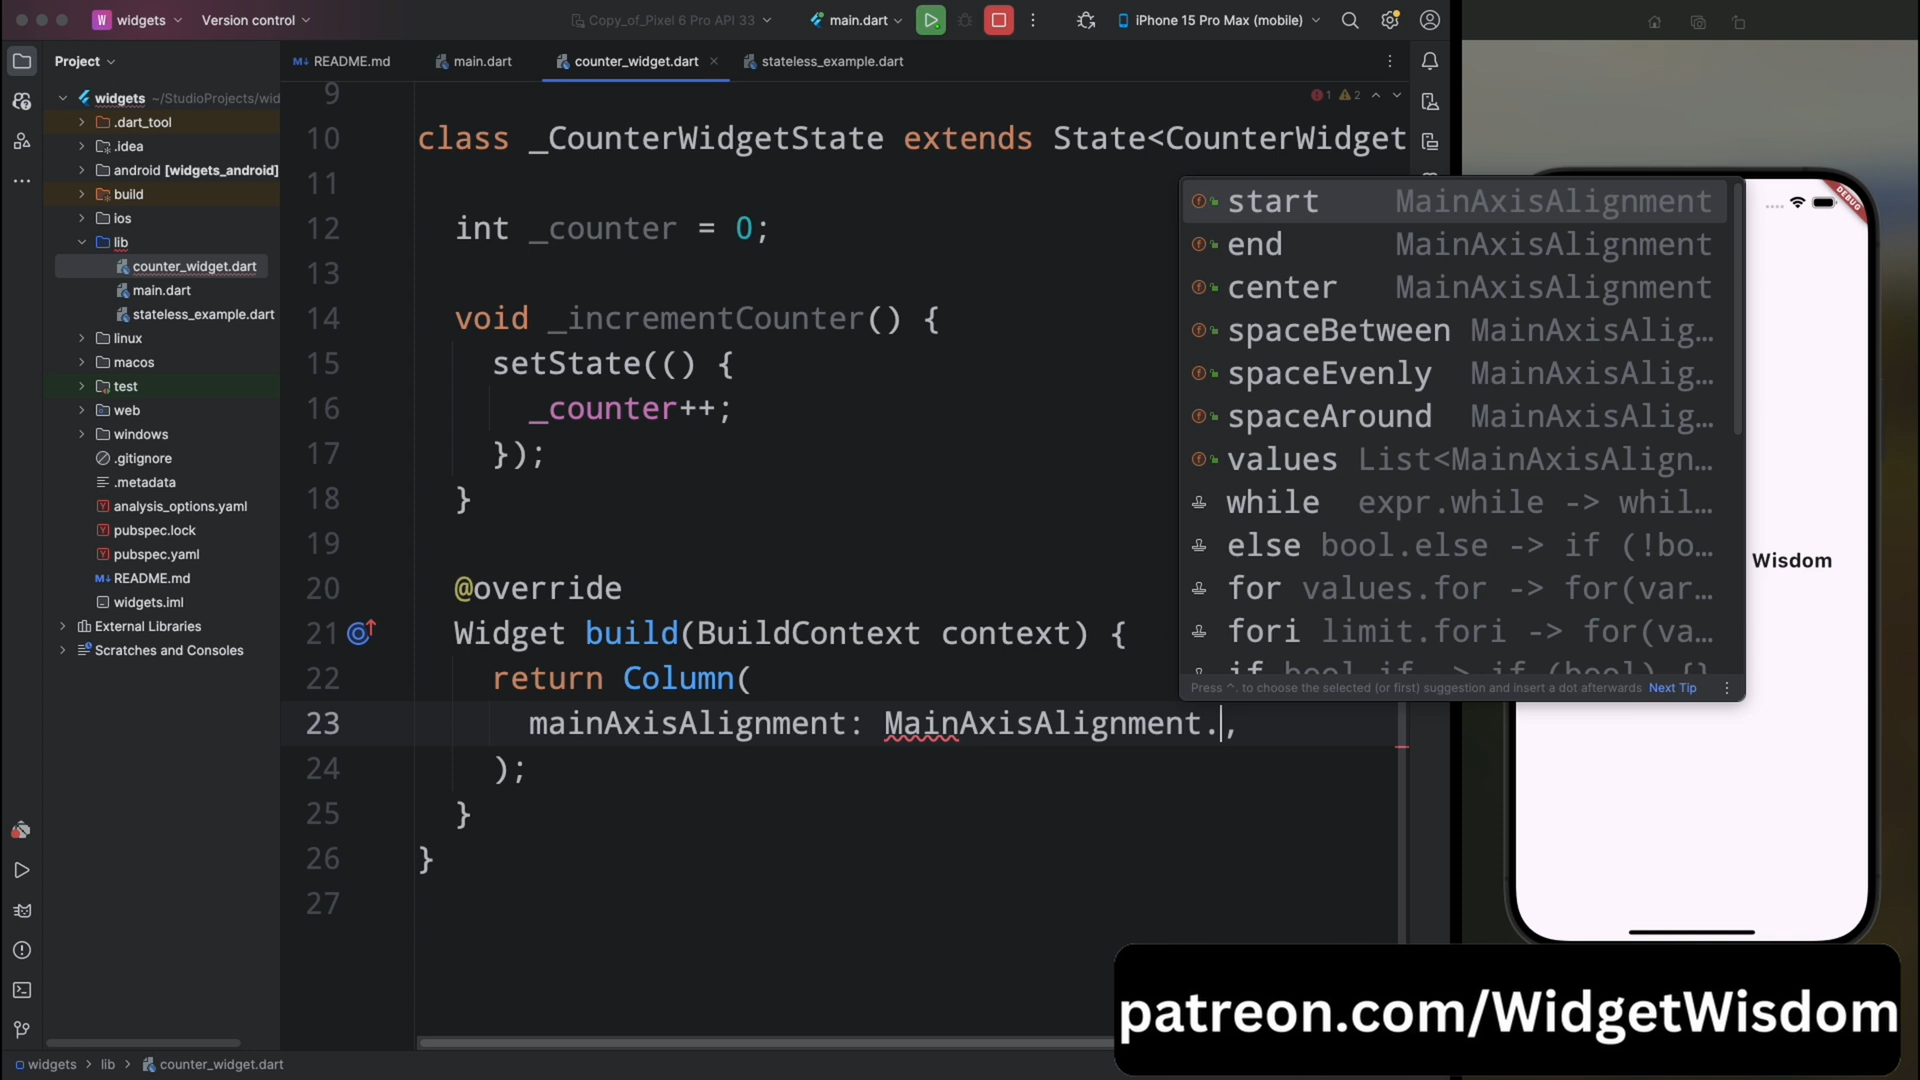 W widgets
Version control
Copy_of_Pixel 6 Pro API 33
main.dart
iPhone 15 Pro Max (mobile)
Project
README.md
main.dart
counter_widget.dart
stateless_example.dart
widgets ~/StudioProjects/wid
.dart_tool
.idea
android [widgets_android]
build
ios
lib
counter_widget.dart
main.dart
stateless_example.dart
linux
macos
test
web
windows
.gitignore
.metadata
analysis_options.yaml
pubspec.lock
pubspec.yaml
README.md
widgets.iml
External Libraries
Scratches and Consoles
1 2
9
10 class _CounterWidgetState extends State<CounterWidget
11
12 int _counter = 0;
13
14 void _incrementCounter() {
15 setState(() {
16 _counter++;
17 });
18 }
19
20 @override
21 Widget build(BuildContext context) {
22 return Column(
23 mainAxisAlignment: MainAxisAlignment.,
24 );
25 }
26 }
27
start MainAxisAlignment
end MainAxisAlignment
center MainAxisAlignment
spaceBetween MainAxisAlig...
spaceEvenly MainAxisAlig...
spaceAround MainAxisAlig...
values List<MainAxisAlign...
while expr.while -> whil...
else bool.else -> if (!bo...
for values.for -> for(var...
fori limit.fori -> for(va...
if bool.if -> if (bool) {}
Press ^. to choose the selected (or first) suggestion and insert a dot afterwards Next Tip
DEBUG
Wisdom
patreon.com/WidgetWisdom
widgets > lib > counter_widget.dart